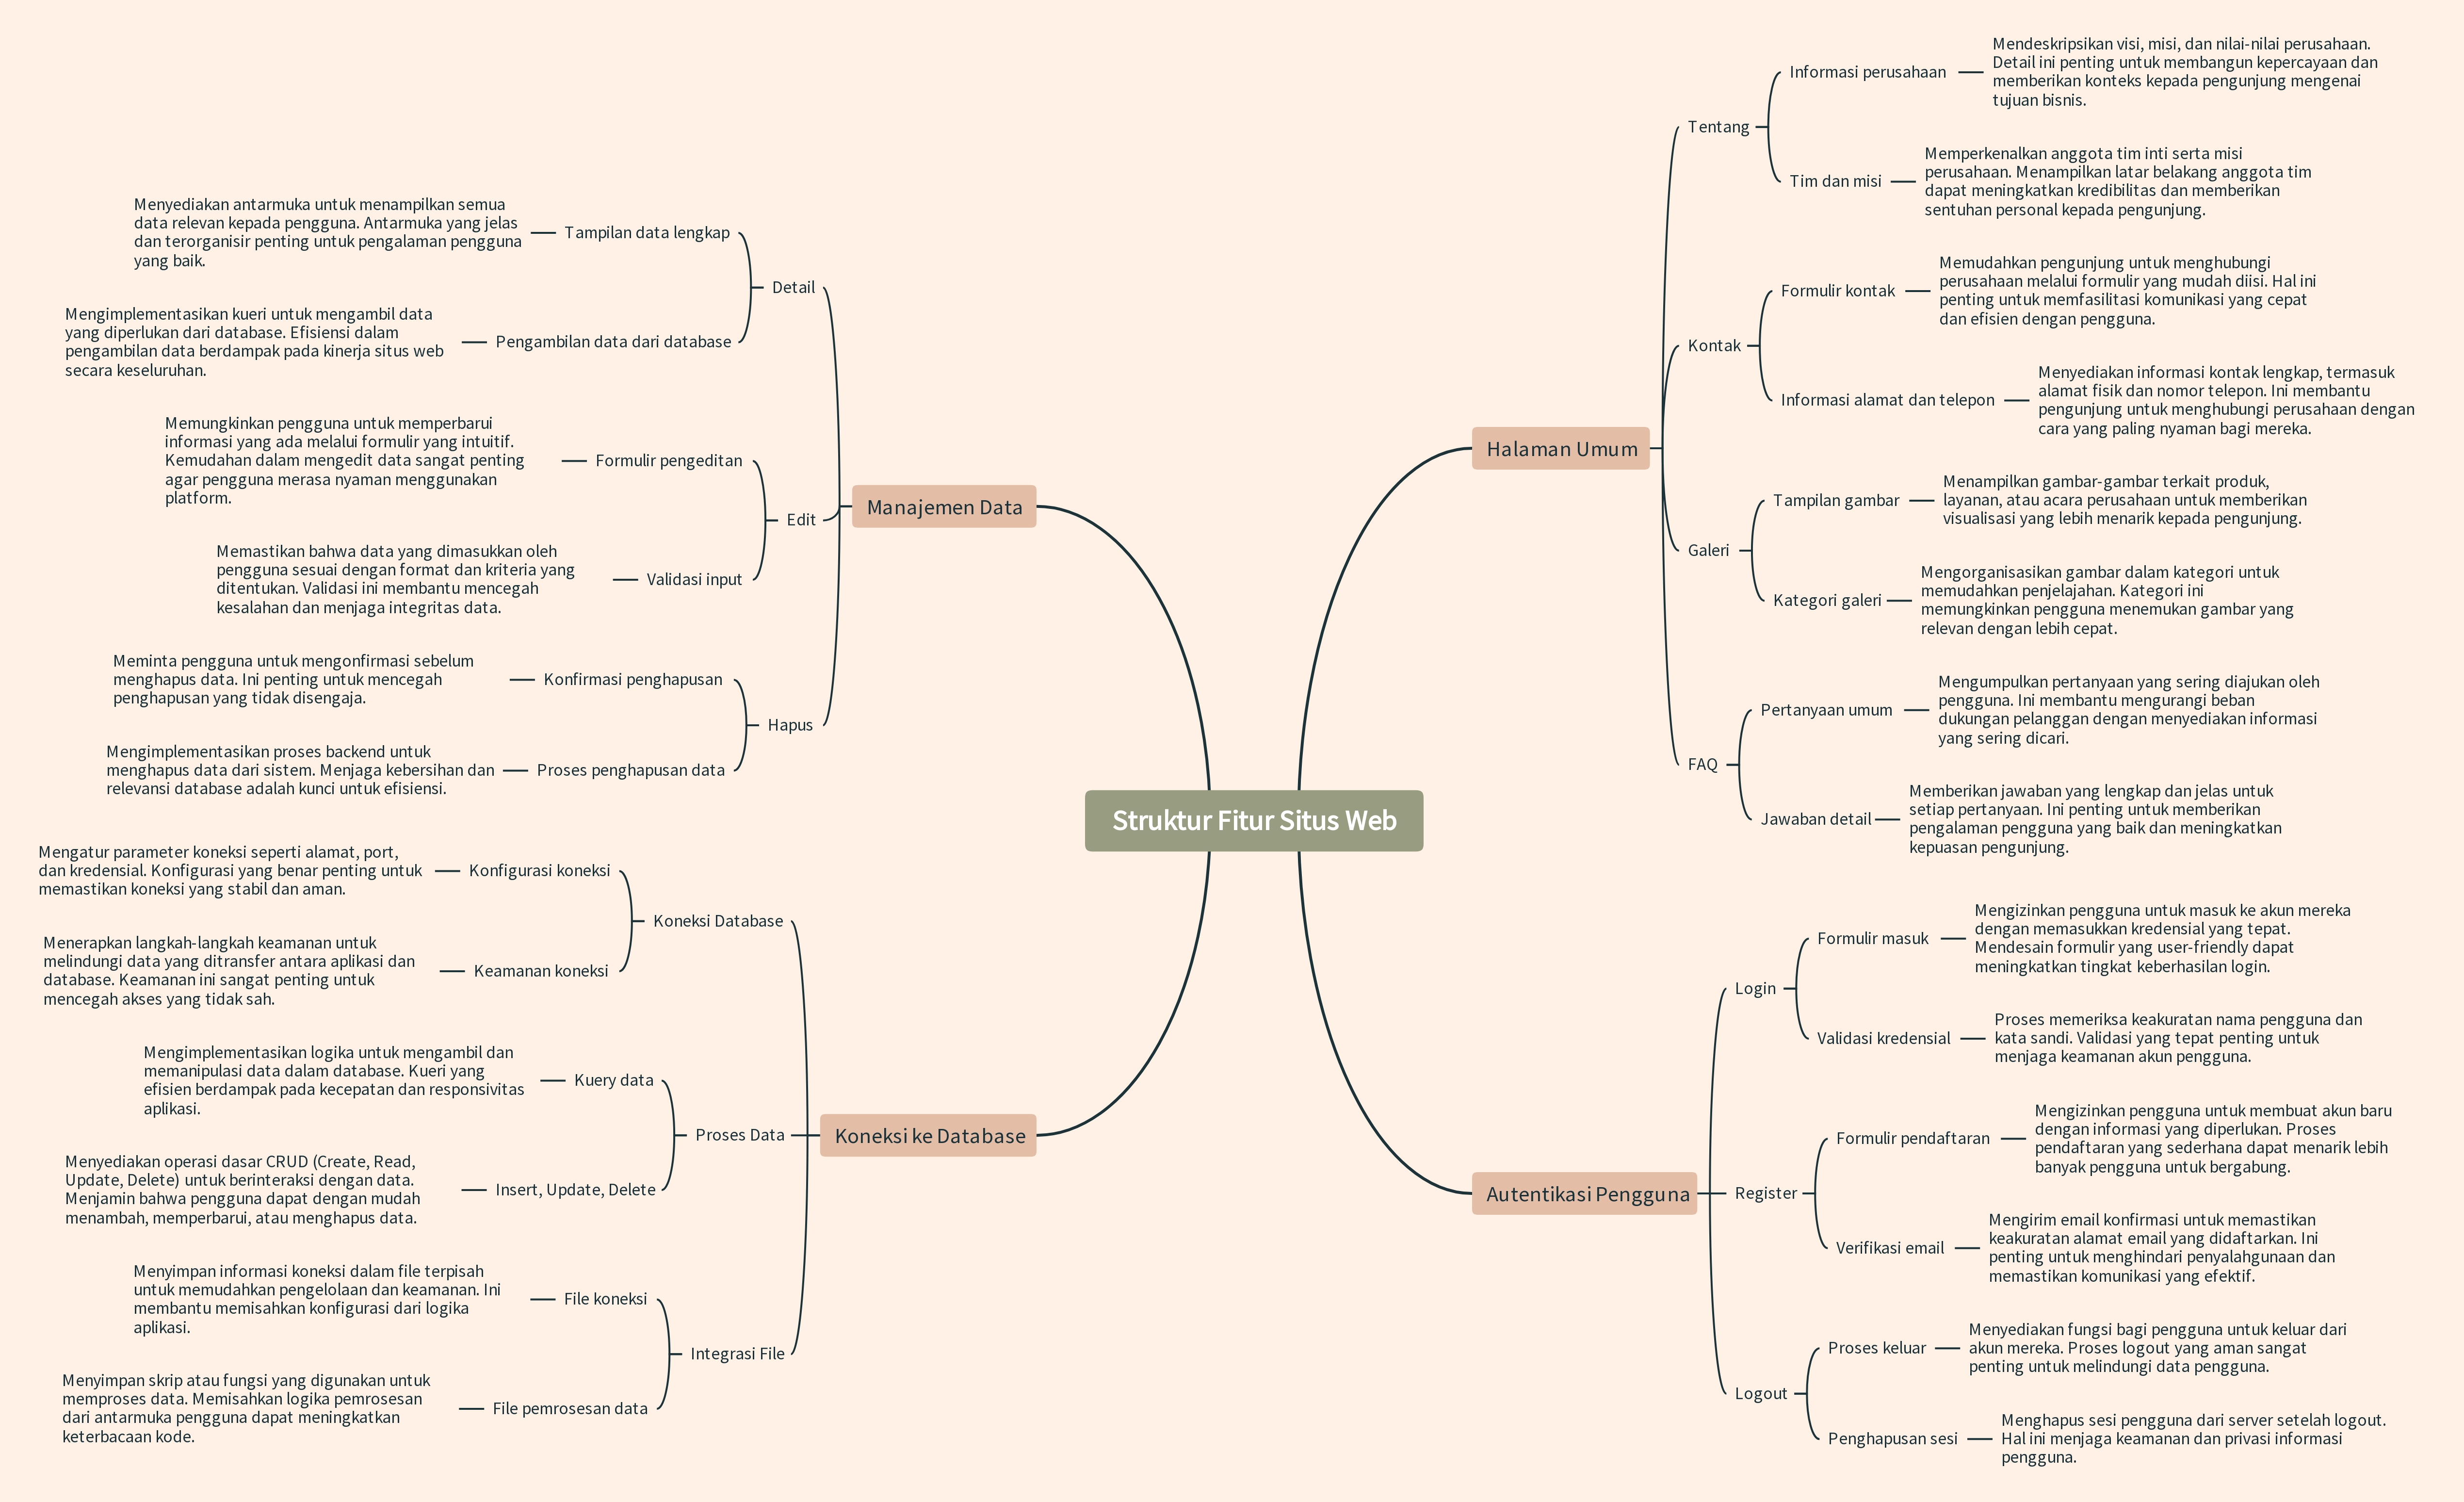 Struktur Fitur Situs Web
Halaman Umum
Tentang
Informasi perusahaan
Mendeskripsikan visi, misi, dan nilai-nilai perusahaan.
Detail ini penting untuk membangun kepercayaan dan
memberikan konteks kepada pengunjung mengenai
tujuan bisnis.
Tim dan misi
Memperkenalkan anggota tim inti serta misi
perusahaan. Menampilkan latar belakang anggota tim
dapat meningkatkan kredibilitas dan memberikan
sentuhan personal kepada pengunjung.
Kontak
Formulir kontak
Memudahkan pengunjung untuk menghubungi
perusahaan melalui formulir yang mudah diisi. Hal ini
penting untuk memfasilitasi komunikasi yang cepat
dan efisien dengan pengguna.
Informasi alamat dan telepon
Menyediakan informasi kontak lengkap, termasuk
alamat fisik dan nomor telepon. Ini membantu
pengunjung untuk menghubungi perusahaan dengan
cara yang paling nyaman bagi mereka.
Galeri
Tampilan gambar
Menampilkan gambar-gambar terkait produk,
layanan, atau acara perusahaan untuk memberikan
visualisasi yang lebih menarik kepada pengunjung.
Kategori galeri
Mengorganisasikan gambar dalam kategori untuk
memudahkan penjelajahan. Kategori ini
memungkinkan pengguna menemukan gambar yang
relevan dengan lebih cepat.
FAQ
Pertanyaan umum
Mengumpulkan pertanyaan yang sering diajukan oleh
pengguna. Ini membantu mengurangi beban
dukungan pelanggan dengan menyediakan informasi
yang sering dicari.
Jawaban detail
Memberikan jawaban yang lengkap dan jelas untuk
setiap pertanyaan. Ini penting untuk memberikan
pengalaman pengguna yang baik dan meningkatkan
kepuasan pengunjung.
Autentikasi Pengguna
Login
Formulir masuk
Mengizinkan pengguna untuk masuk ke akun mereka
dengan memasukkan kredensial yang tepat.
Mendesain formulir yang user-friendly dapat
meningkatkan tingkat keberhasilan login.
Validasi kredensial
Proses memeriksa keakuratan nama pengguna dan
kata sandi. Validasi yang tepat penting untuk
menjaga keamanan akun pengguna.
Register
Formulir pendaftaran
Mengizinkan pengguna untuk membuat akun baru
dengan informasi yang diperlukan. Proses
pendaftaran yang sederhana dapat menarik lebih
banyak pengguna untuk bergabung.
Verifikasi email
Mengirim email konfirmasi untuk memastikan
keakuratan alamat email yang didaftarkan. Ini
penting untuk menghindari penyalahgunaan dan
memastikan komunikasi yang efektif.
Logout
Proses keluar
Menyediakan fungsi bagi pengguna untuk keluar dari
akun mereka. Proses logout yang aman sangat
penting untuk melindungi data pengguna.
Penghapusan sesi
Menghapus sesi pengguna dari server setelah logout.
Hal ini menjaga keamanan dan privasi informasi
pengguna.
Manajemen Data
Detail
Tampilan data lengkap
Menyediakan antarmuka untuk menampilkan semua
data relevan kepada pengguna. Antarmuka yang jelas
dan terorganisir penting untuk pengalaman pengguna
yang baik.
Pengambilan data dari database
Mengimplementasikan kueri untuk mengambil data
yang diperlukan dari database. Efisiensi dalam
pengambilan data berdampak pada kinerja situs web
secara keseluruhan.
Edit
Formulir pengeditan
Memungkinkan pengguna untuk memperbarui
informasi yang ada melalui formulir yang intuitif.
Kemudahan dalam mengedit data sangat penting
agar pengguna merasa nyaman menggunakan
platform.
Validasi input
Memastikan bahwa data yang dimasukkan oleh
pengguna sesuai dengan format dan kriteria yang
ditentukan. Validasi ini membantu mencegah
kesalahan dan menjaga integritas data.
Hapus
Konfirmasi penghapusan
Meminta pengguna untuk mengonfirmasi sebelum
menghapus data. Ini penting untuk mencegah
penghapusan yang tidak disengaja.
Proses penghapusan data
Mengimplementasikan proses backend untuk
menghapus data dari sistem. Menjaga kebersihan dan
relevansi database adalah kunci untuk efisiensi.
Koneksi ke Database
Koneksi Database
Konfigurasi koneksi
Mengatur parameter koneksi seperti alamat, port,
dan kredensial. Konfigurasi yang benar penting untuk
memastikan koneksi yang stabil dan aman.
Keamanan koneksi
Menerapkan langkah-langkah keamanan untuk
melindungi data yang ditransfer antara aplikasi dan
database. Keamanan ini sangat penting untuk
mencegah akses yang tidak sah.
Proses Data
Kuery data
Mengimplementasikan logika untuk mengambil dan
memanipulasi data dalam database. Kueri yang
efisien berdampak pada kecepatan dan responsivitas
aplikasi.
Insert, Update, Delete
Menyediakan operasi dasar CRUD (Create, Read,
Update, Delete) untuk berinteraksi dengan data.
Menjamin bahwa pengguna dapat dengan mudah
menambah, memperbarui, atau menghapus data.
Integrasi File
File koneksi
Menyimpan informasi koneksi dalam file terpisah
untuk memudahkan pengelolaan dan keamanan. Ini
membantu memisahkan konfigurasi dari logika
aplikasi.
File pemrosesan data
Menyimpan skrip atau fungsi yang digunakan untuk
memproses data. Memisahkan logika pemrosesan
dari antarmuka pengguna dapat meningkatkan
keterbacaan kode.